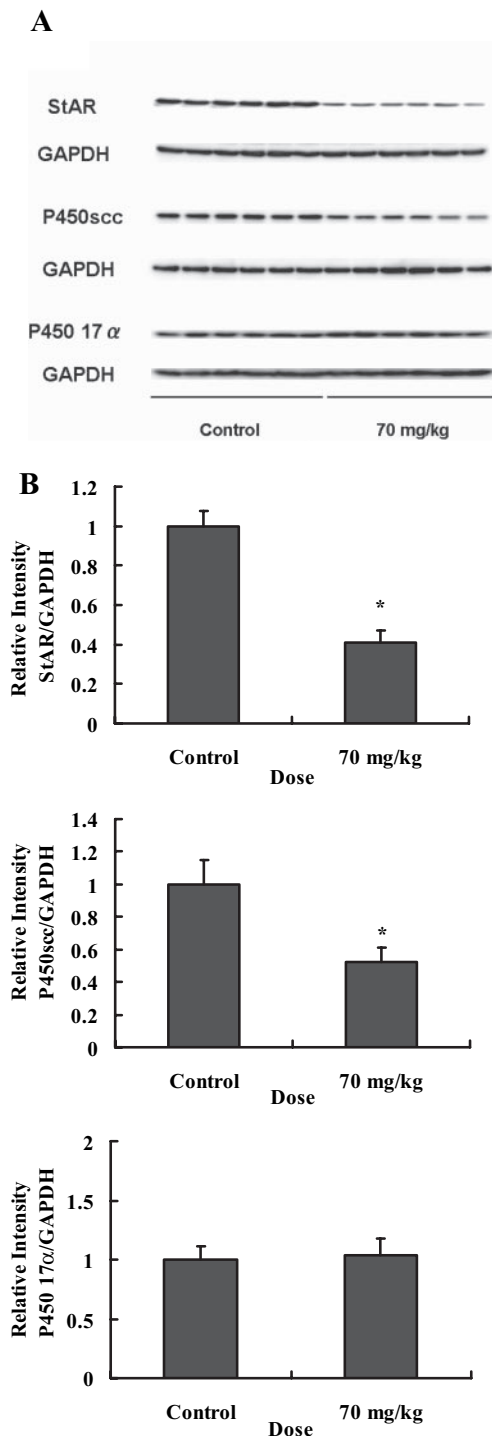 A
StAR
GAPDH
P450scc
GAPDH
P450 17 α
GAPDH
Control 70 mg/kg
B
Relative Intensity
StAR/GAPDH
1.2
1
0.8
0.6
0.4
0.2
0
*
Control 70 mg/kg
Dose
Relative Intensity
P450scc/GAPDH
1.4
1.2
1
0.8
0.6
0.4
0.2
0
*
Control 70 mg/kg
Dose
Relative Intensity
P450 17α/GAPDH
2
1.5
1
0.5
0
Control 70 mg/kg
Dose